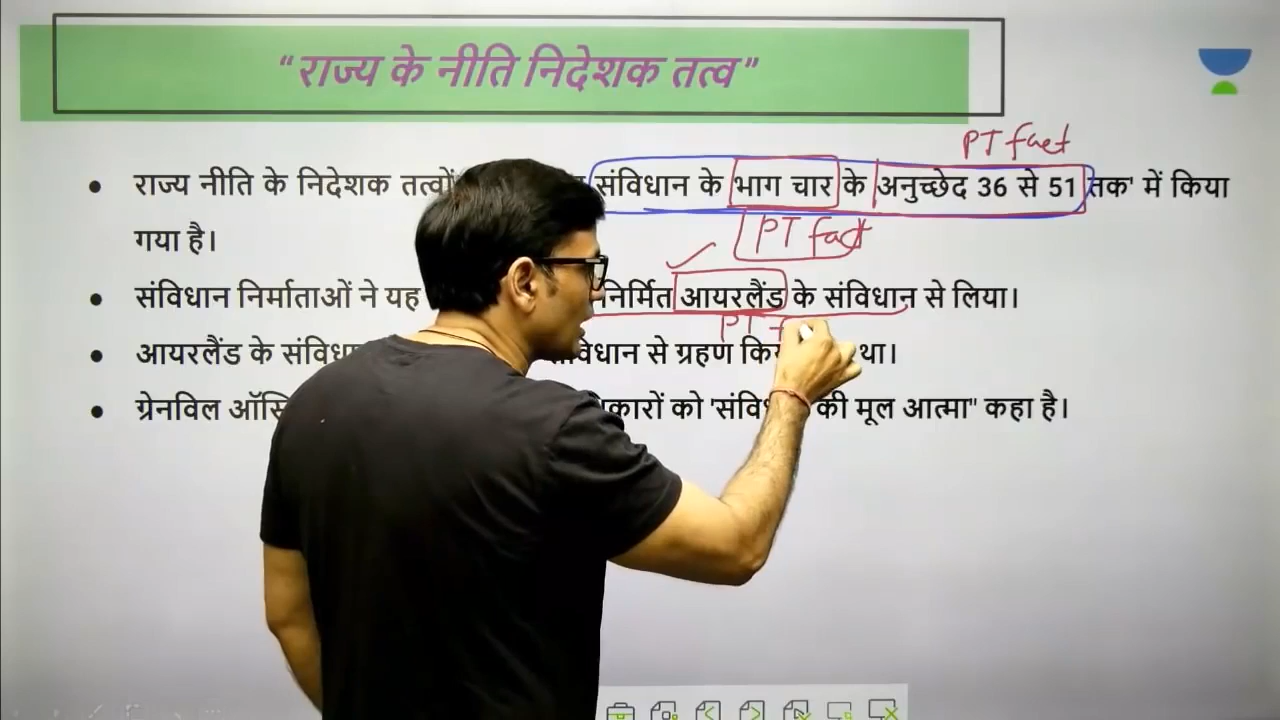 “राज्य के नीति निदेशक तत्व”
PT fact
राज्य नीति के निदेशक तत्वों संविधान के भाग चार के अनुच्छेद 36 से 51 तक' में किया
गया है।
PT fact
संविधान निर्माताओं ने यह निर्मित आयरलैंड के संविधान से लिया।
PT
आयरलैंड के से ग्रहण था।
ग्रेनविल को की मूल आत्मा" कहा है।